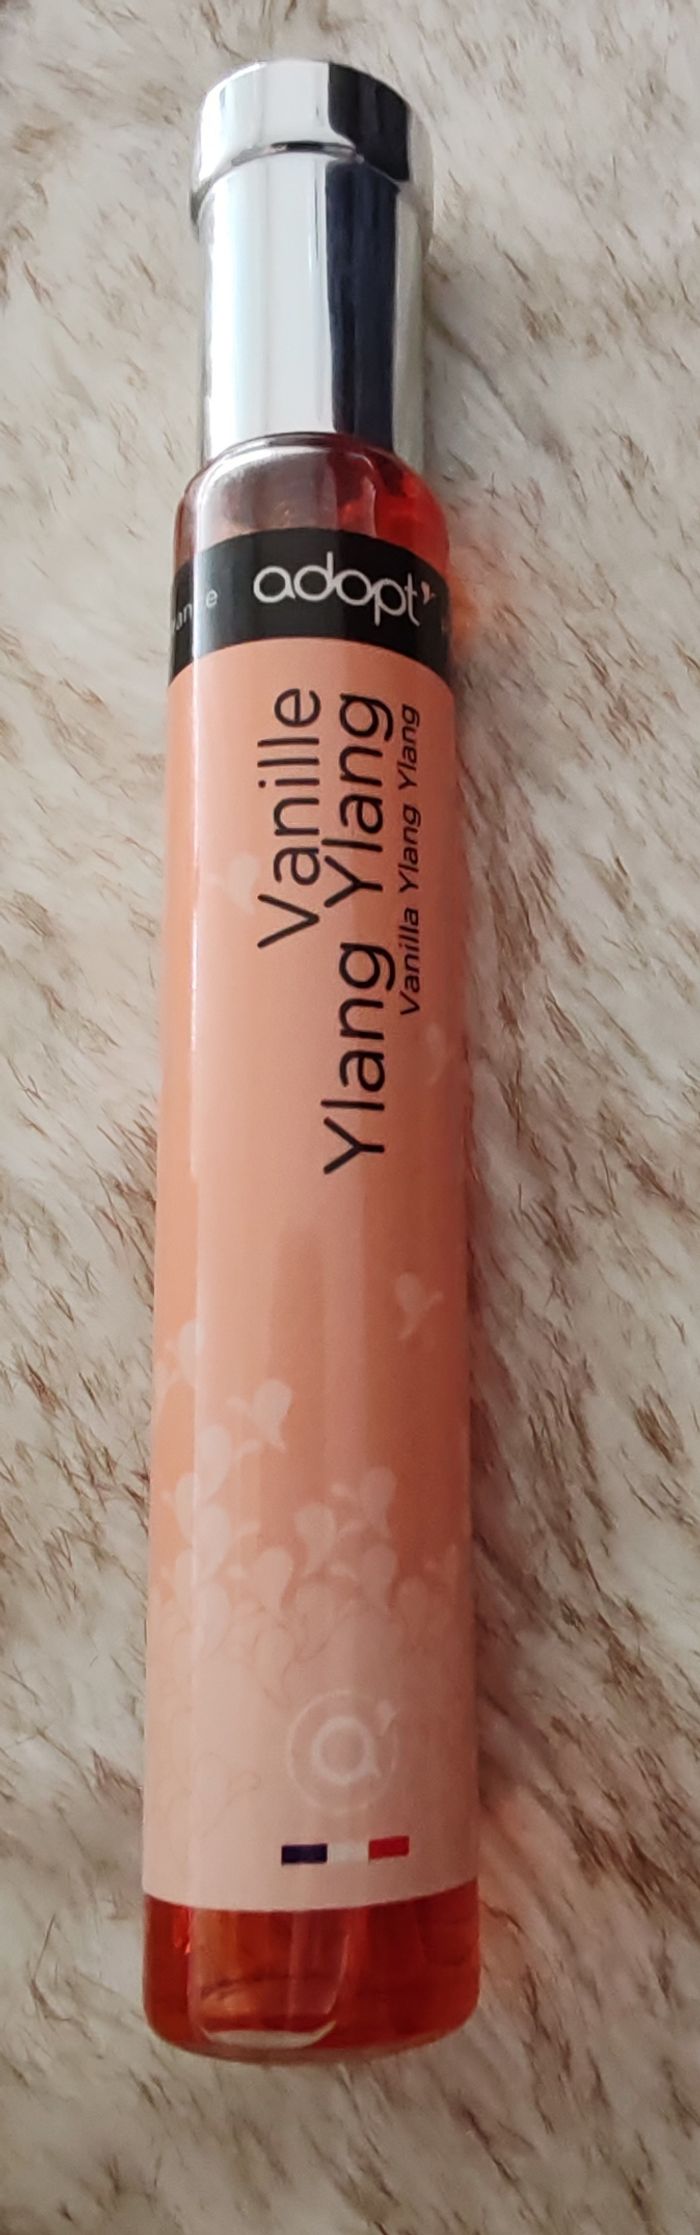 adopt'
Vanille
Ylang Ylang
Vanilla Ylang Ylang